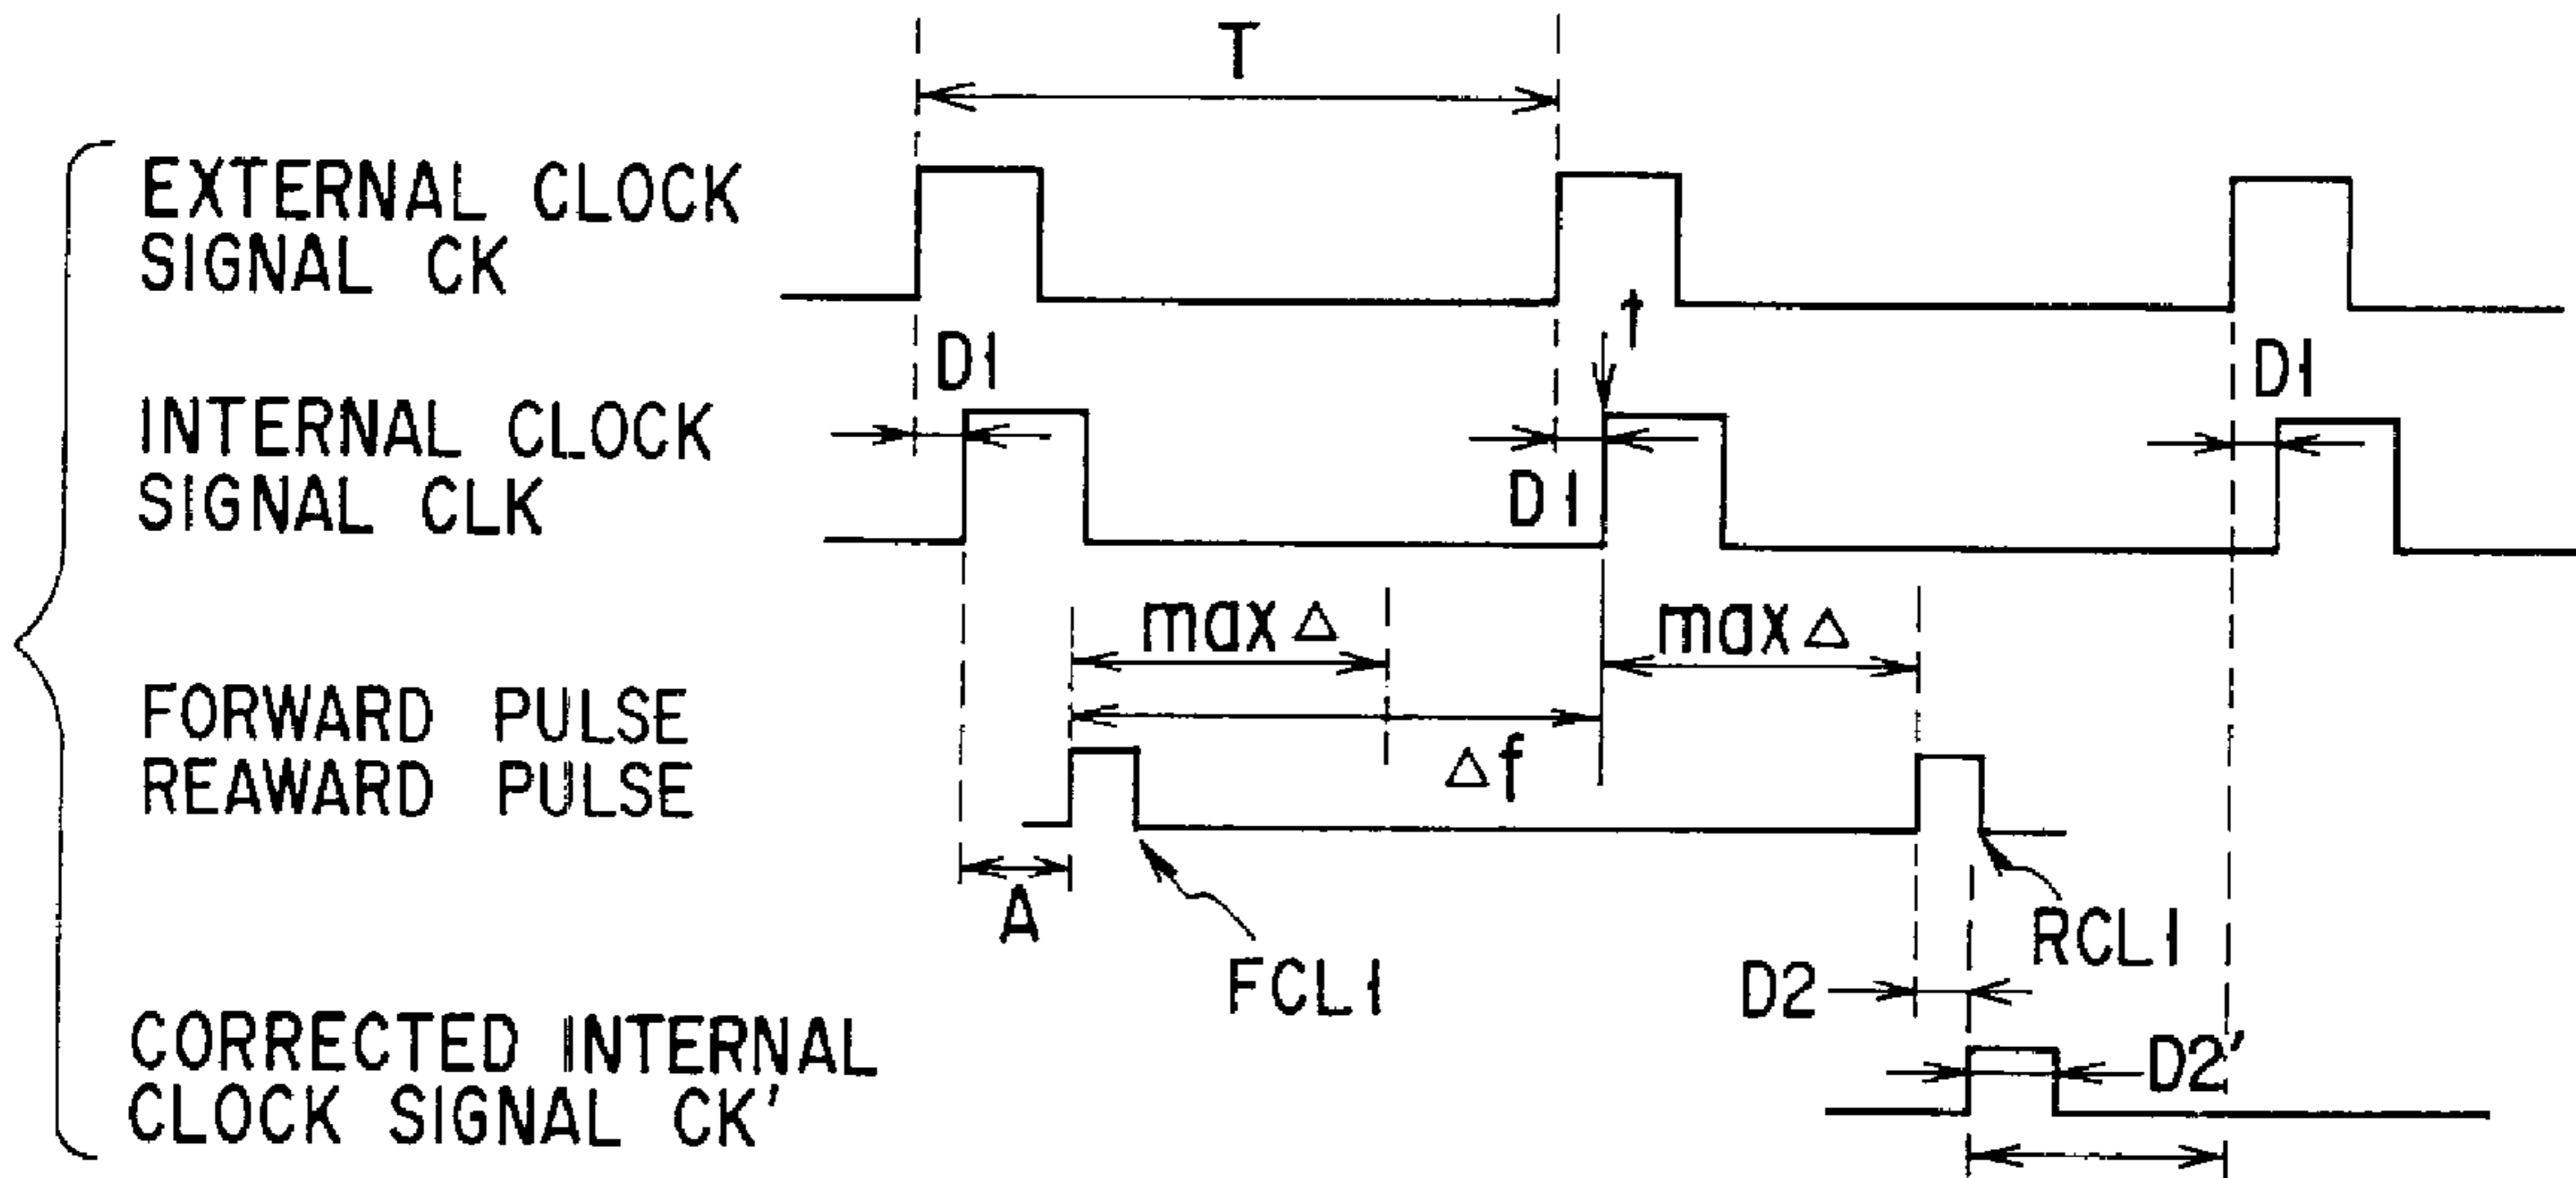 T
EXTERNAL CLOCK
SIGNAL CK
t
D1
D1
INTERNAL CLOCK
SIGNAL CLK
D1
max△
max△
FORWARD PULSE
△f
REAWARD PULSE
A
RCL1
FCL1
D2
CORRECTED INTERNAL
D2'
CLOCK SIGNAL CK'